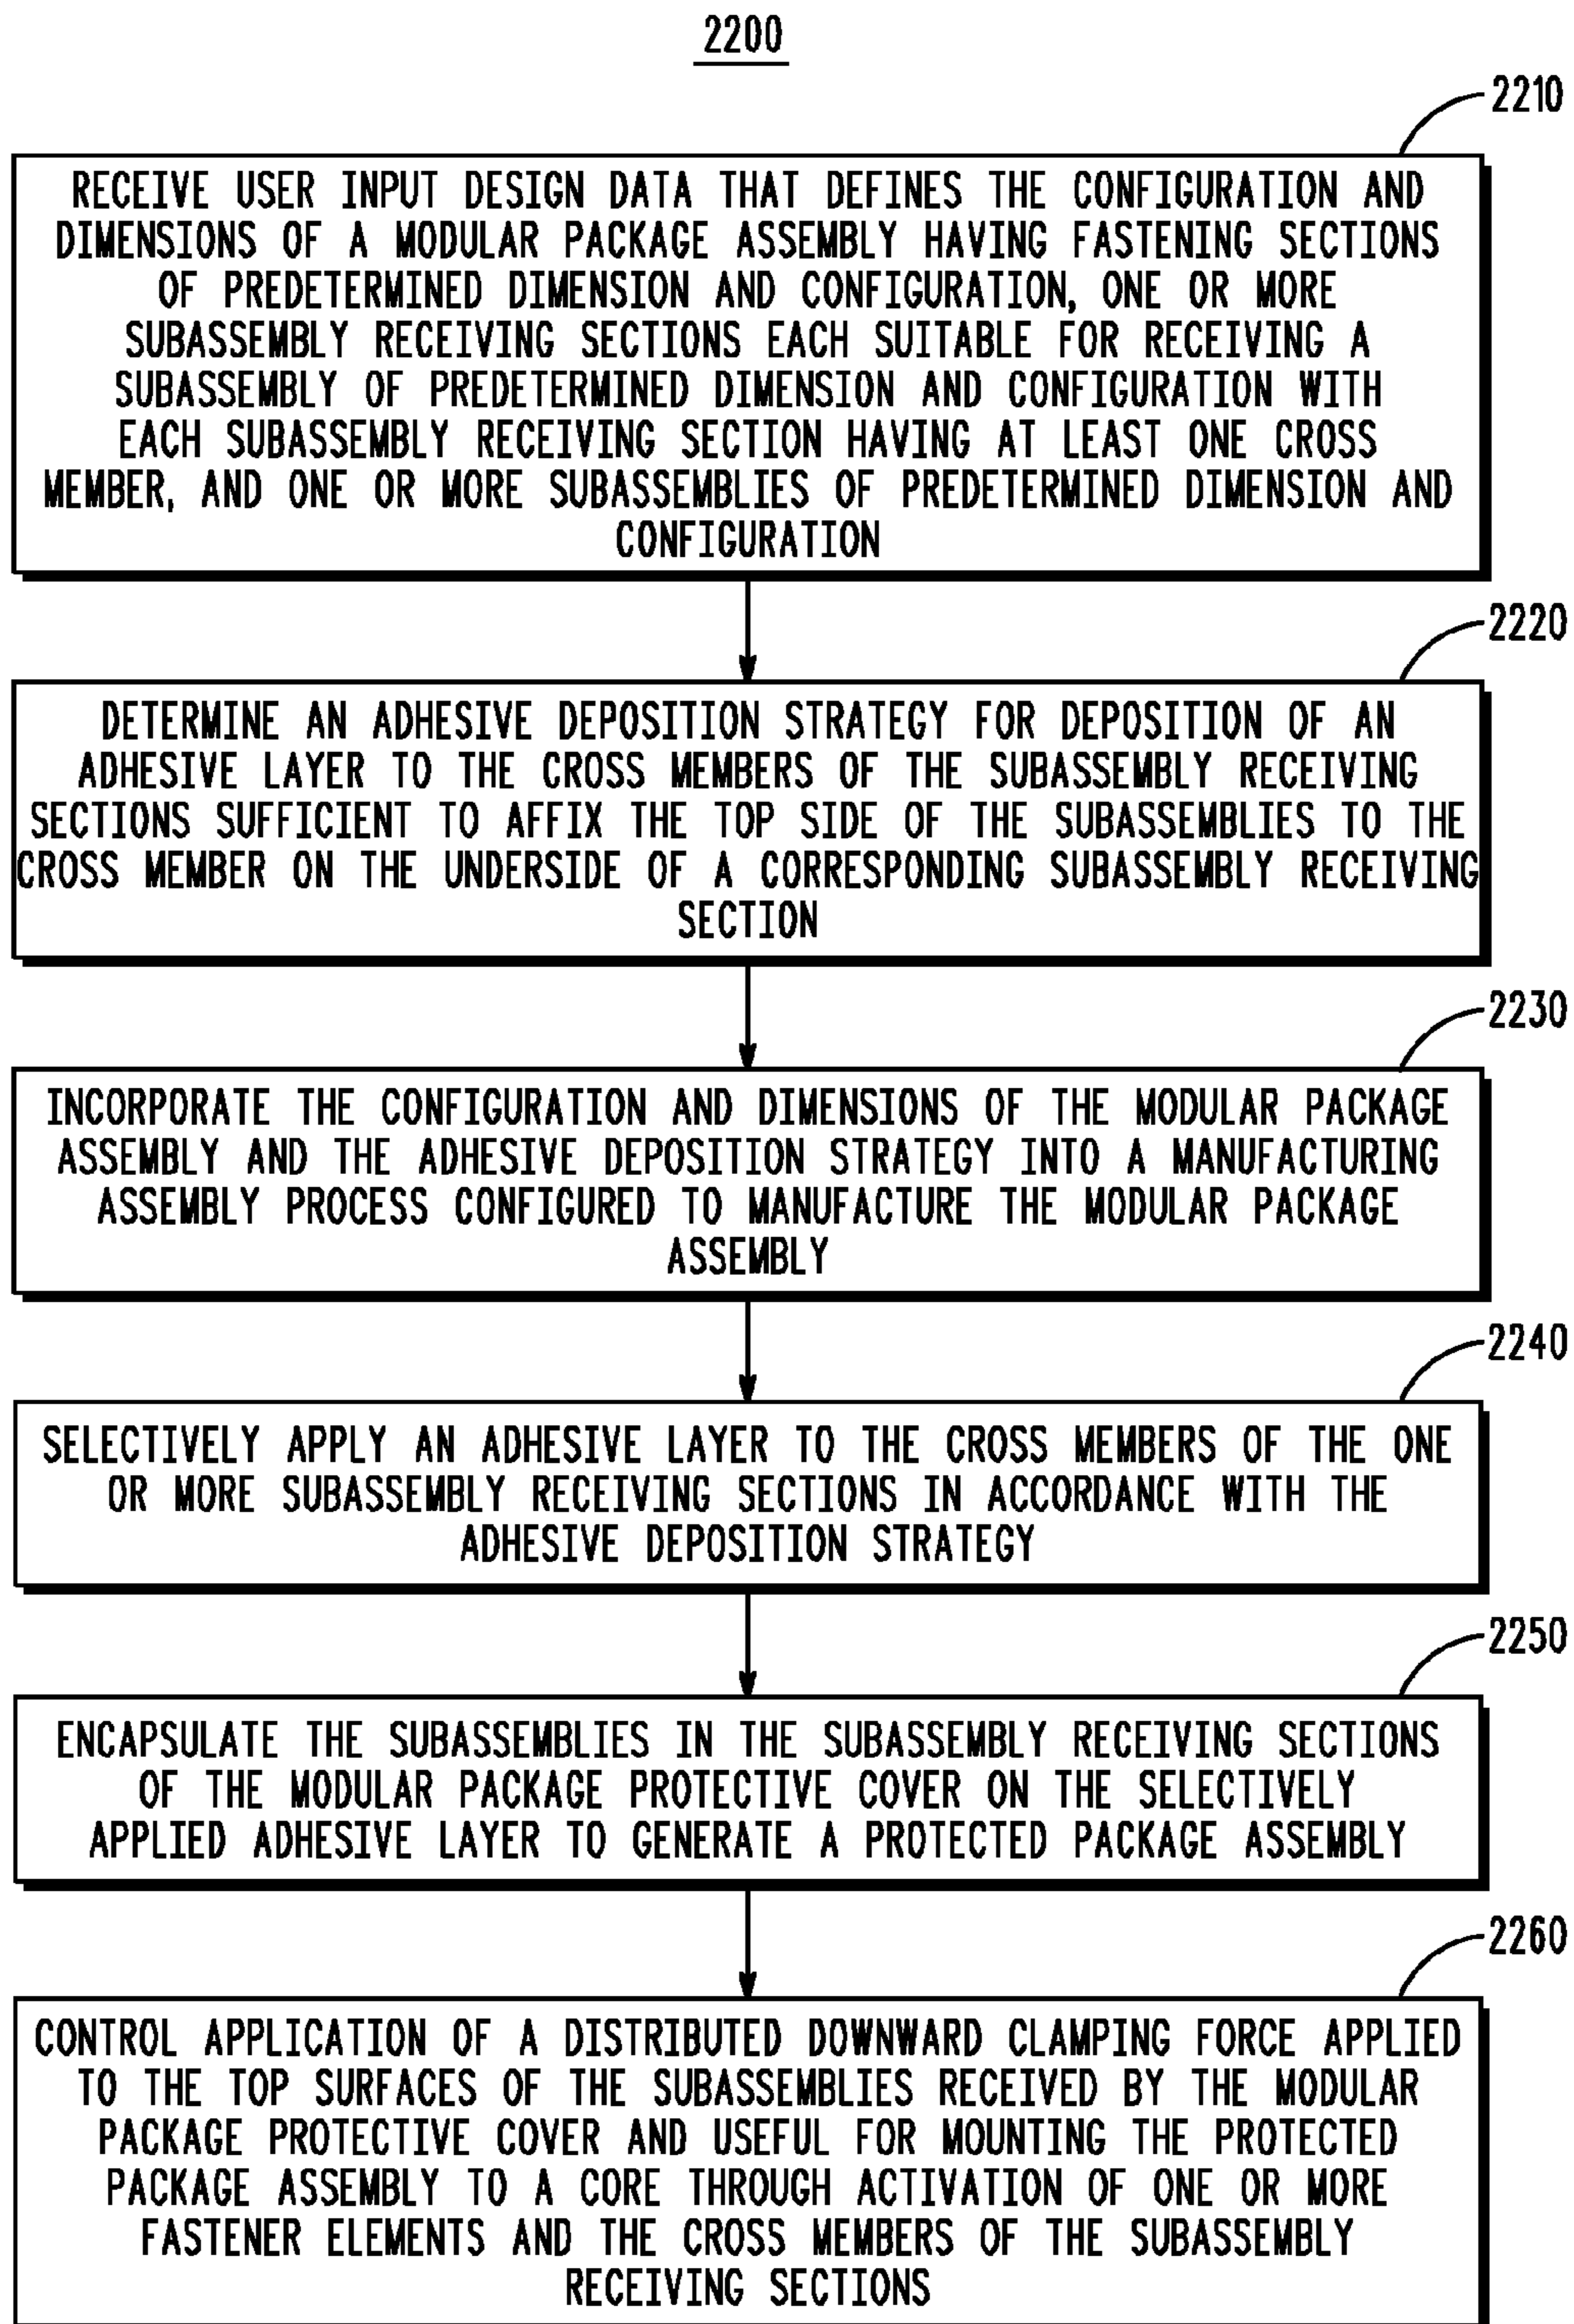 2200
2210
RECEIVE USER INPUT DESIGN DATA THAT DEFINES THE CONFIGURATION AND
DIMENSIONS OF A MODULAR PACKAGE ASSEMBLY HAVING FASTENING SECTIONS
OF PREDETERMINED DIMENSION AND CONFIGURATION, ONE OR MORE
SUBASSEMBLY RECEIVING SECTIONS EACH SUITABLE FOR RECEIVING A
SUBASSEMBLY OF PREDETERMINED DIMENSION AND CONFIGURATION WITH
EACH SUBASSEMBLY RECEIVING SECTION HAVING AT LEAST ONE CROSS
MEMBER, AND ONE OR MORE SUBASSEMBLIES OF PREDETERMINED DIMENSION AND
CONFIGURATION
2220
DETERMINE AN ADHESIVE DEPOSITION STRATEGY FOR DEPOSITION OF AN
ADHESIVE LAYER TO THE CROSS MEMBERS OF THE SUBASSEMBLY RECEIVING
SECTIONS SUFFICIENT TO AFFIX THE TOP SIDE OF THE SUBASSEMBLIES TO THE
CROSS MEMBER ON THE UNDERSIDE OF A CORRESPONDING SUBASSEMBLY RECEIVING
SECTION
2230
INCORPORATE THE CONFIGURATION AND DIMENSIONS OF THE MODULAR PACKAGE
ASSEMBLY AND THE ADHESIVE DEPOSITION STRATEGY INTO A MANUFACTURING
ASSEMBLY PROCESS CONFIGURED TO MANUFACTURE THE MODULAR PACKAGE
ASSEMBLY
2240
SELECTIVELY APPLY AN ADHESIVE LAYER TO THE CROSS MEMBERS OF THE ONE
OR MORE SUBASSEMBLY RECEIVING SECTIONS IN ACCORDANCE WITH THE
ADHESIVE DEPOSITION STRATEGY
2250
ENCAPSULATE THE SUBASSEMBLIES IN THE SUBASSEMBLY RECEIVING SECTIONS
OF THE MODULAR PACKAGE PROTECTIVE COVER ON THE SELECTIVELY
APPLIED ADHESIVE LAYER TO GENERATE A PROTECTED PACKAGE ASSEMBLY
2260
CONTROL APPLICATION OF A DISTRIBUTED DOWNWARD CLAMPING FORCE APPLIED
TO THE TOP SURFACES OF THE SUBASSEMBLIES RECEIVED BY THE MODULAR
PACKAGE PROTECTIVE COVER AND USEFUL FOR MOUNTING THE PROTECTED
PACKAGE ASSEMBLY TO A CORE THROUGH ACTIVATION OF ONE OR MORE
FASTENER ELEMENTS AND THE CROSS MEMBERS OF THE SUBASSEMBLY
RECEIVING SECTIONS